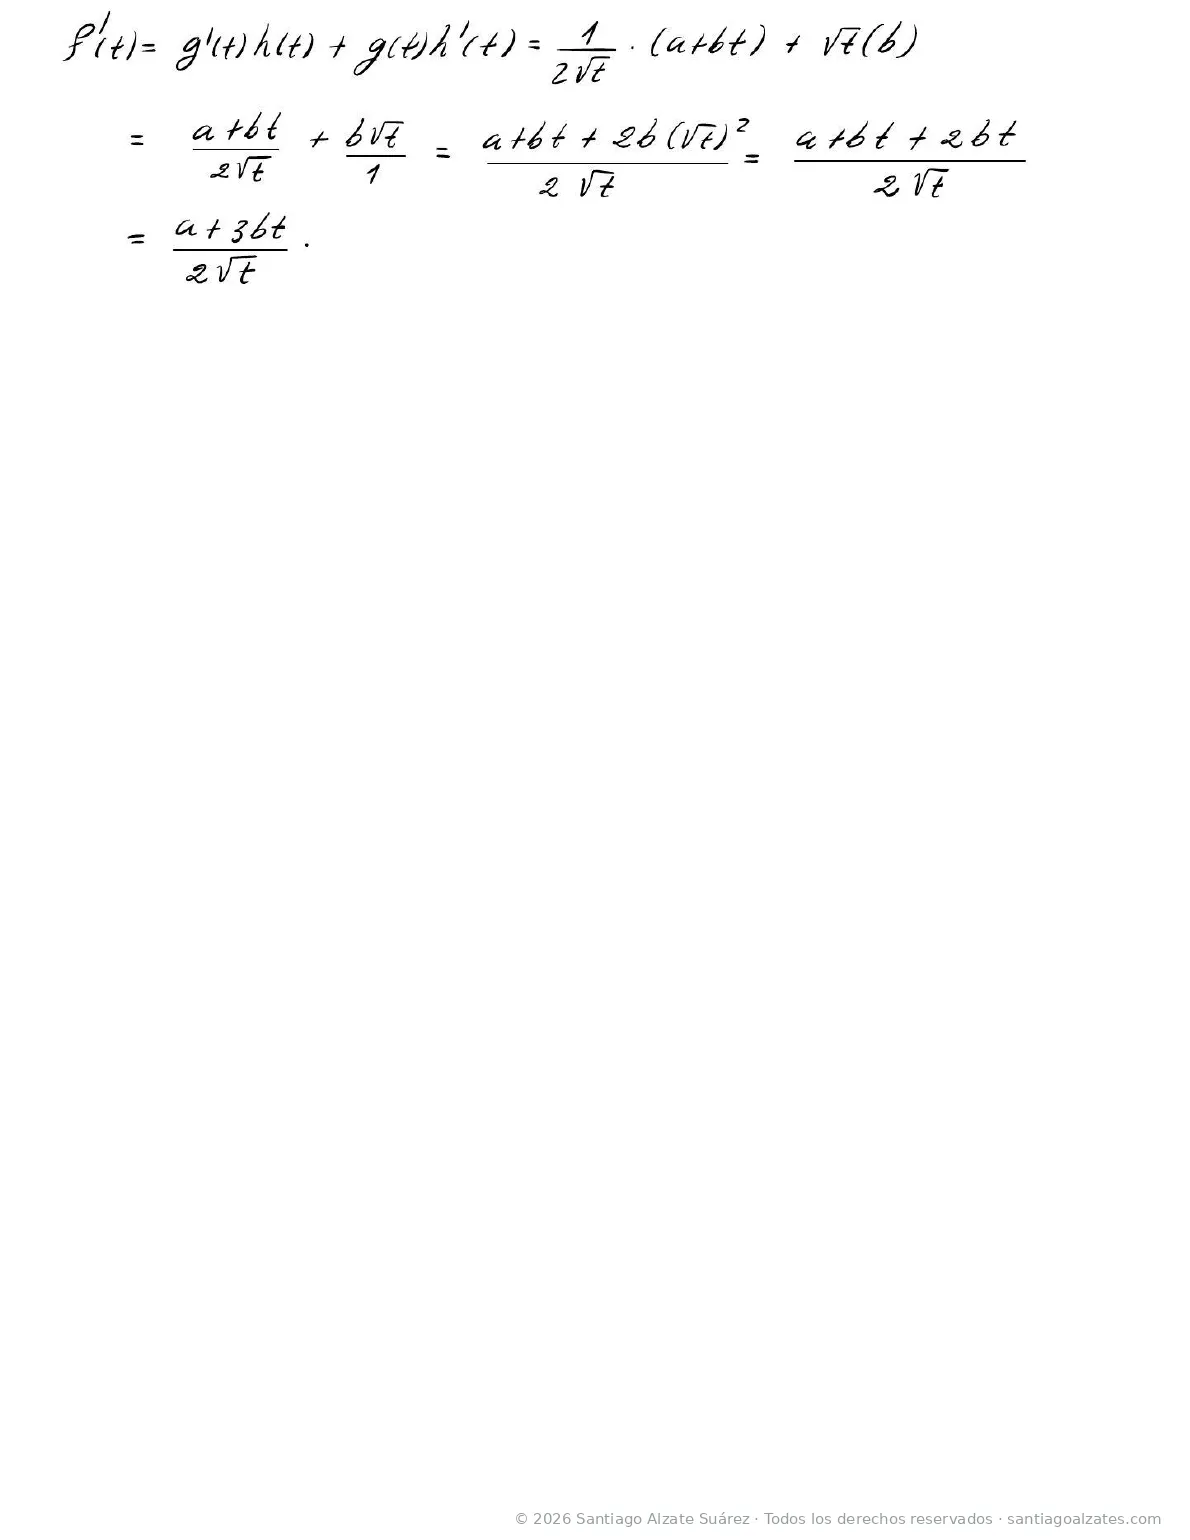 f'(t) = g'(t)h(t) + g(t)h'(t) = 1/(2√t) · (a+bt) + √t(b)
= (a+bt)/(2√t) + (b√t)/1 = (a+bt + 2b(√t)²)/(2√t) = (a+bt + 2bt)/(2√t)
= (a+3bt)/(2√t) .
© 2026 Santiago Alzate Suárez · Todos los derechos reservados · santiagoalzates.com